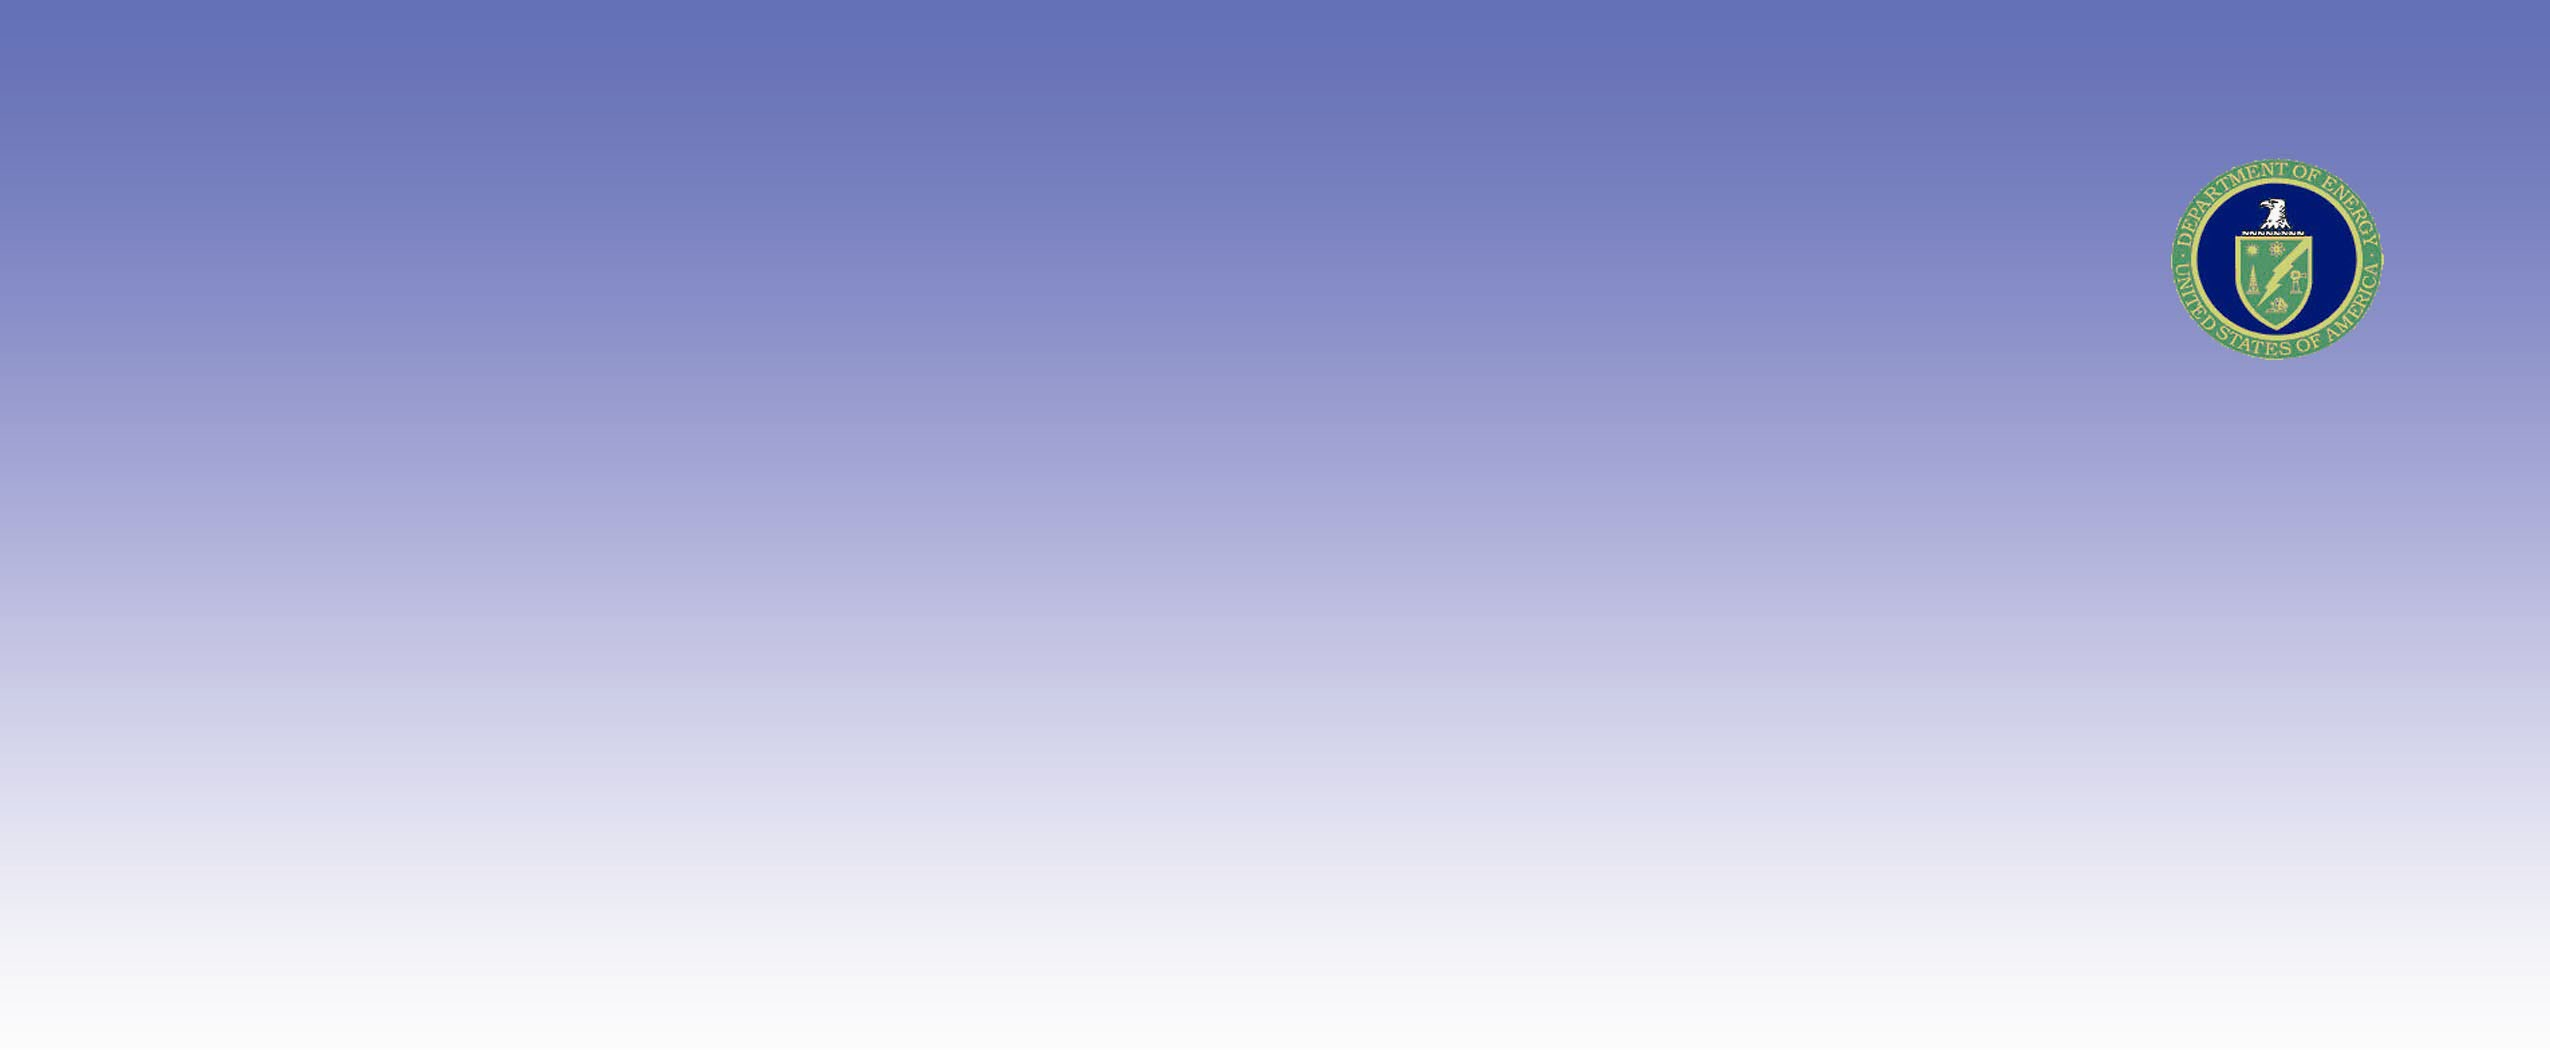 DEPARTMENT OF ENERGY
UNITED STATES OF AMERICA